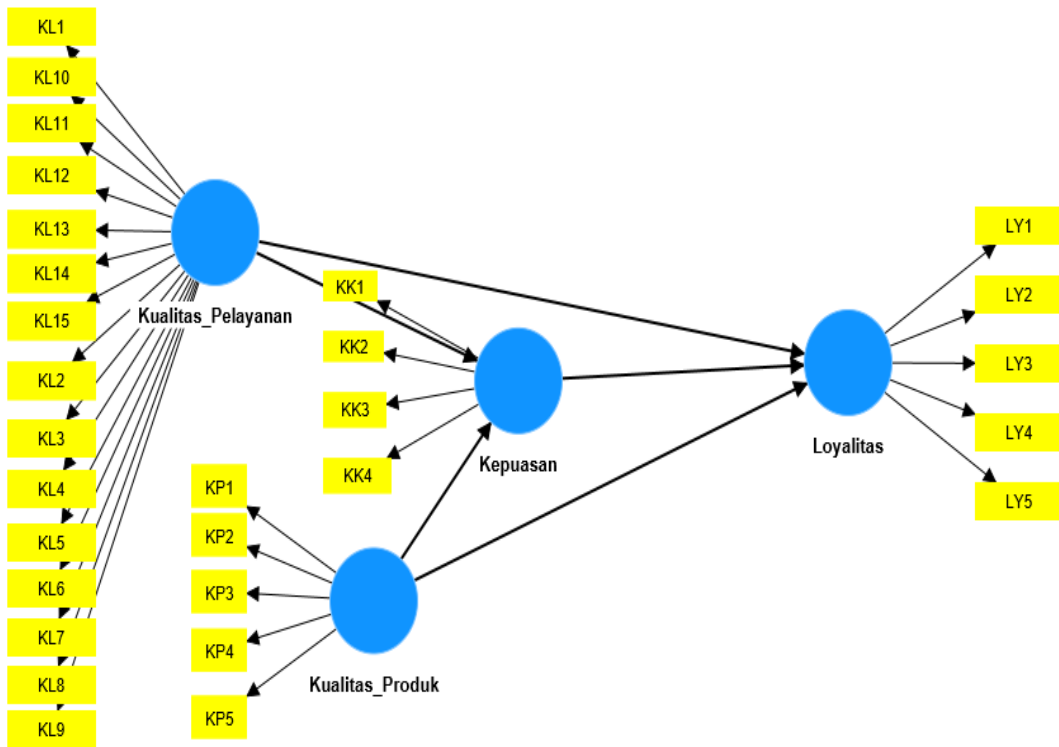 KL1
KL10
KL11
KL12
KL13
KL14
KL15
KL2
KL3
KL4
KL5
KL6
KL7
KL8
KL9
Kualitas_Pelayanan
KK1
KK2
KK3
KK4
Kepuasan
KP1
KP2
KP3
KP4
KP5
Kualitas_Produk
Loyalitas
LY1
LY2
LY3
LY4
LY5